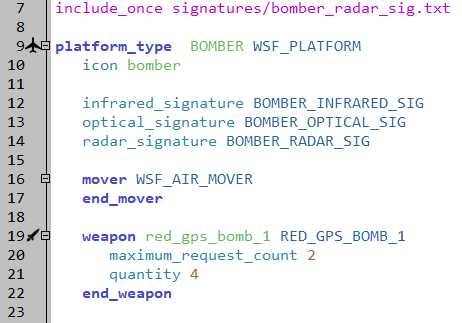 7 include_once signatures/bomber_radar_sig.txt
8
9 platform_type BOMBER WSF_PLATFORM
10 icon bomber
11
12 infrared_signature BOMBER_INFRARED_SIG
13 optical_signature BOMBER_OPTICAL_SIG
14 radar_signature BOMBER_RADAR_SIG
15
16 mover WSF_AIR_MOVER
17 end_mover
18
19 weapon red_gps_bomb_1 RED_GPS_BOMB_1
20 maximum_request_count 2
21 quantity 4
22 end_weapon
23